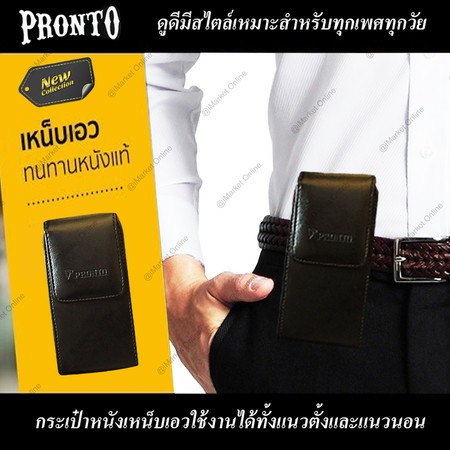 PRONTO
ดูดีมีสไตล์เหมาะสำหรับทุกเพศทุกวัย
New
Collection
เหน็บเอว
ทนทานหนังแท้
PRONTO
PRONTO
@Market Online
กระเป๋าหนังเหน็บเอวใช้งานได้ทั้งแนวตั้งและแนวนอน